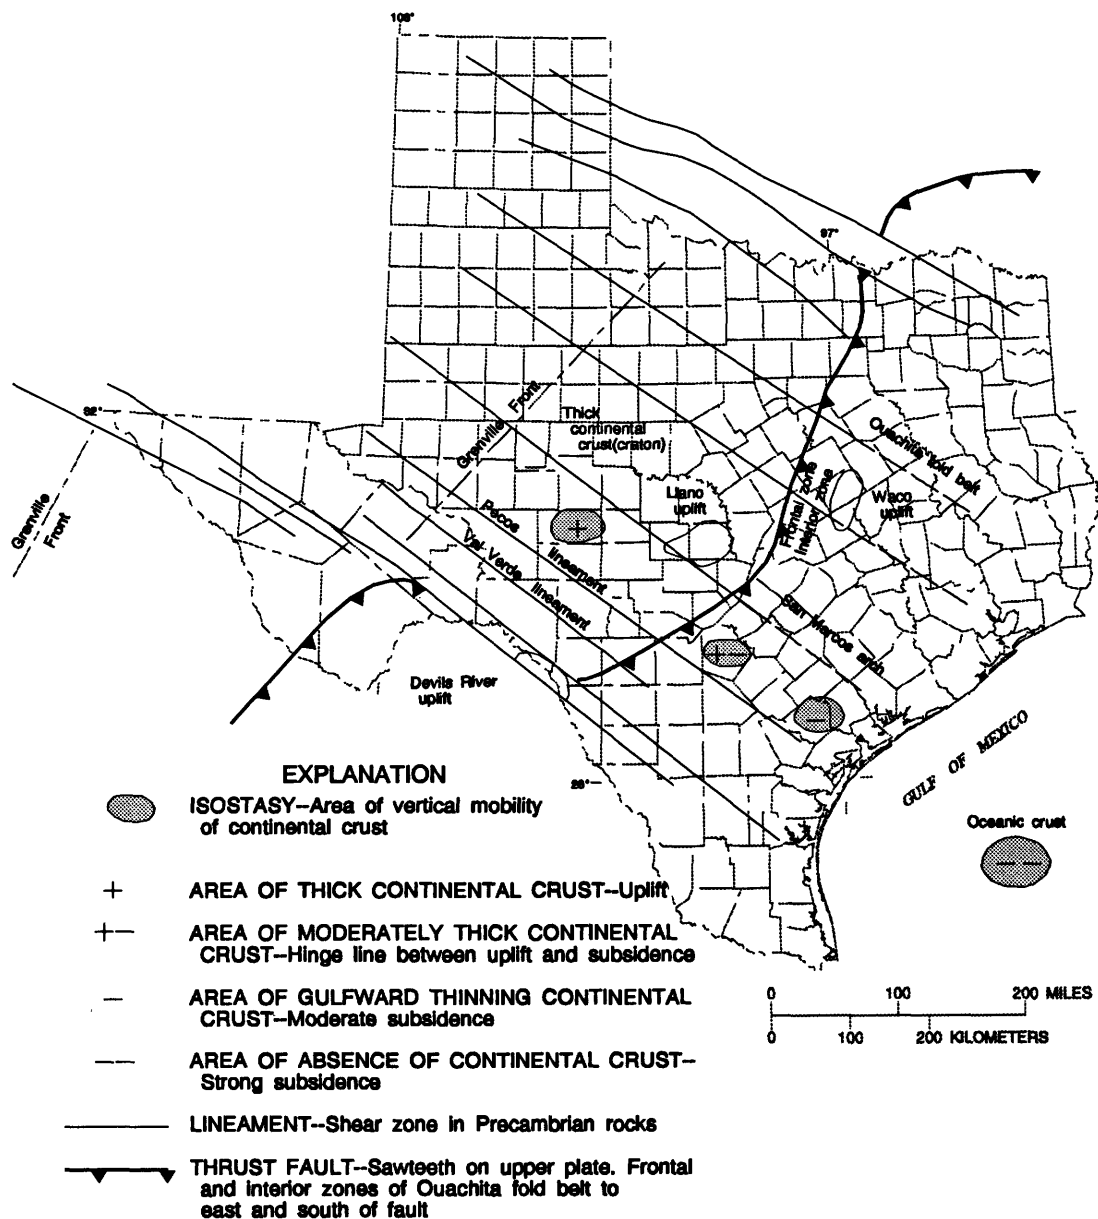 103°
97°
32°
Grenville
Front
Grenville Front
Thick
continental
crust(craton)
Llano
uplift
Frontal zone
Interior zone
Ouachita fold belt
Waco
uplift
Pecos lineament
Val Verde lineament
San Marcos arch
Devils River
uplift
GULF OF MEXICO
28°
Oceanic crust
EXPLANATION
ISOSTASY--Area of vertical mobility
of continental crust
+ AREA OF THICK CONTINENTAL CRUST--Uplift
+− AREA OF MODERATELY THICK CONTINENTAL
CRUST--Hinge line between uplift and subsidence
− AREA OF GULFWARD THINNING CONTINENTAL
CRUST--Moderate subsidence
−− AREA OF ABSENCE OF CONTINENTAL CRUST--
Strong subsidence
LINEAMENT--Shear zone in Precambrian rocks
THRUST FAULT--Sawteeth on upper plate. Frontal
and interior zones of Ouachita fold belt to
east and south of fault
0 100 200 MILES
0 100 200 KILOMETERS